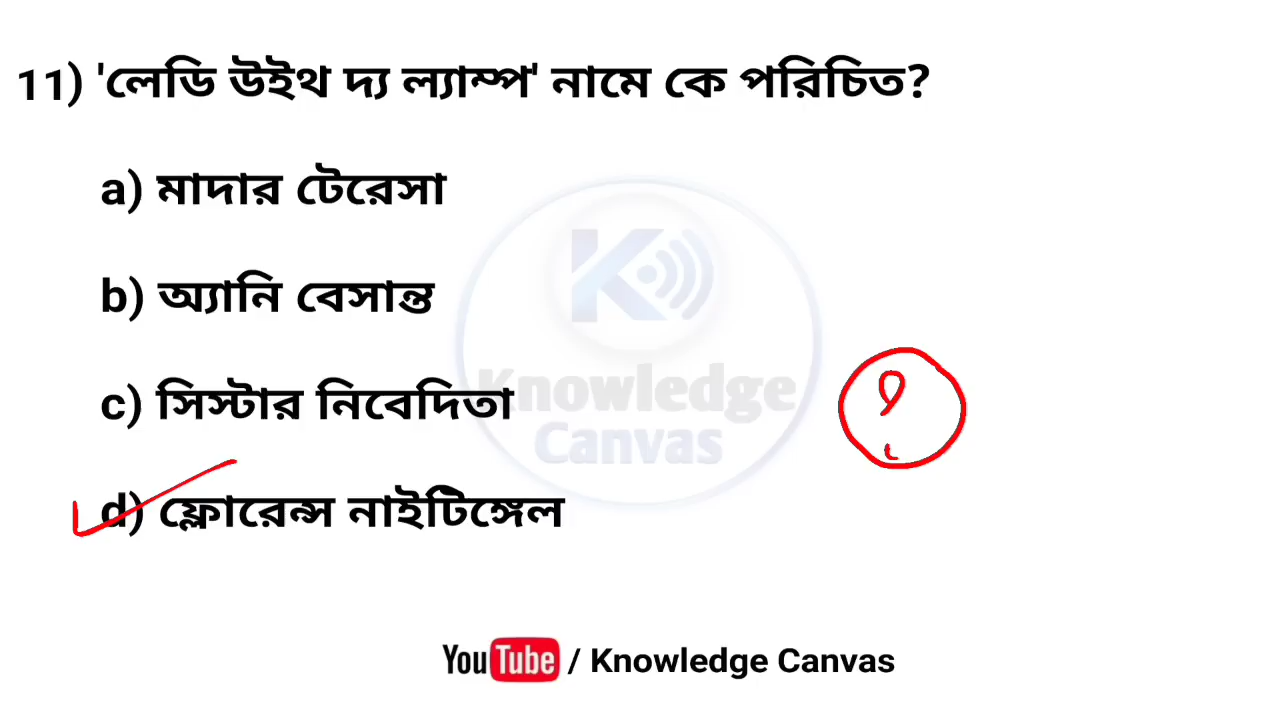 11) 'লেডি উইথ দ্য ল্যাম্প' নামে কে পরিচিত?
a) মাদার টেরেসা
b) অ্যানি বেসান্ত
c) সিস্টার নিবেদিতা
d) ফ্লোরেন্স নাইটিঙ্গেল
Knowledge
Canvas
YouTube / Knowledge Canvas